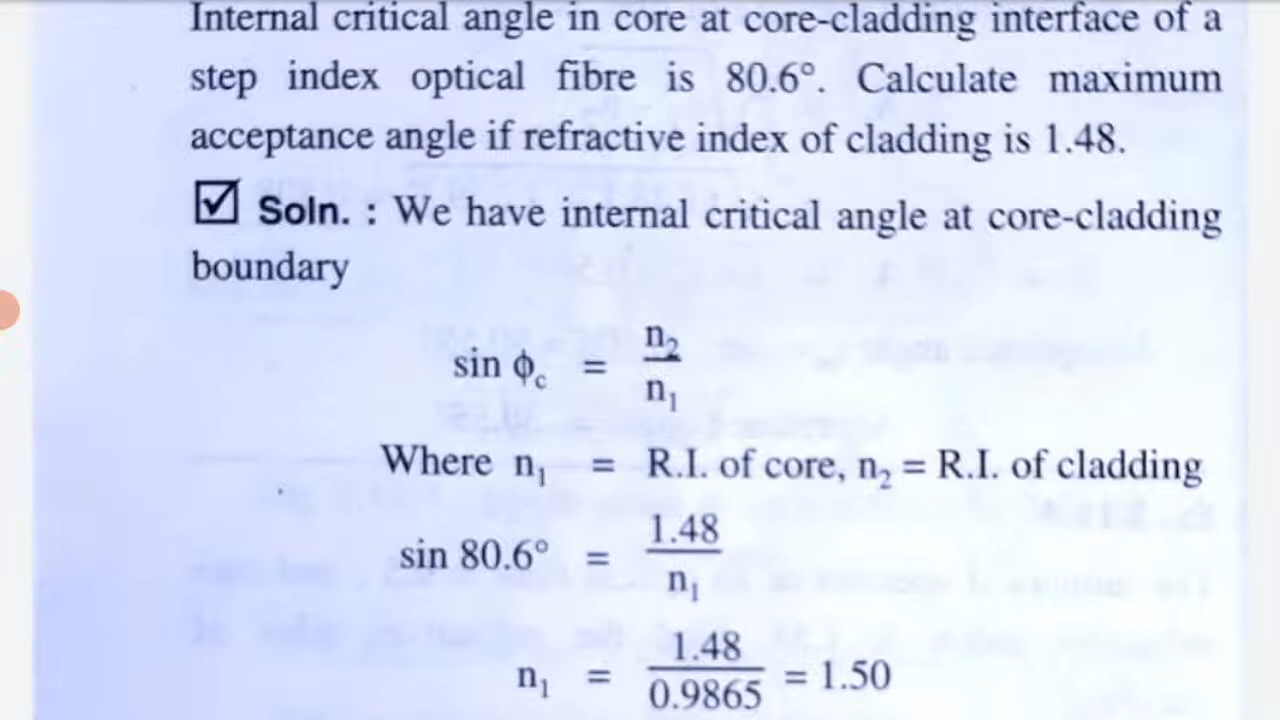 Internal critical angle in core at core-cladding interface of a
step index optical fibre is 80.6°. Calculate maximum
acceptance angle if refractive index of cladding is 1.48.
☑ Soln. : We have internal critical angle at core-cladding
boundary
sin ϕc = n2/n1
Where n1 = R.I. of core, n2 = R.I. of cladding
sin 80.6° = 1.48/n1
n1 = 1.48/0.9865 = 1.50